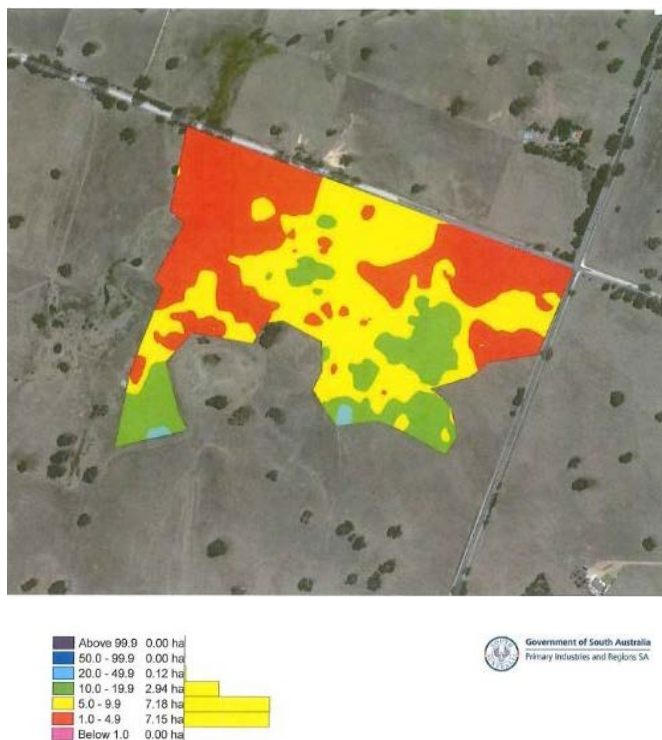 Above 99.9 0.00 ha
50.0 - 99.9 0.00 ha
20.0 - 49.9 0.12 ha
10.0 - 19.9 2.94 ha
5.0 - 9.9 7.18 ha
1.0 - 4.9 7.15 ha
Below 1.0 0.00 ha
Government of South Australia
Primary Industries and Regions SA